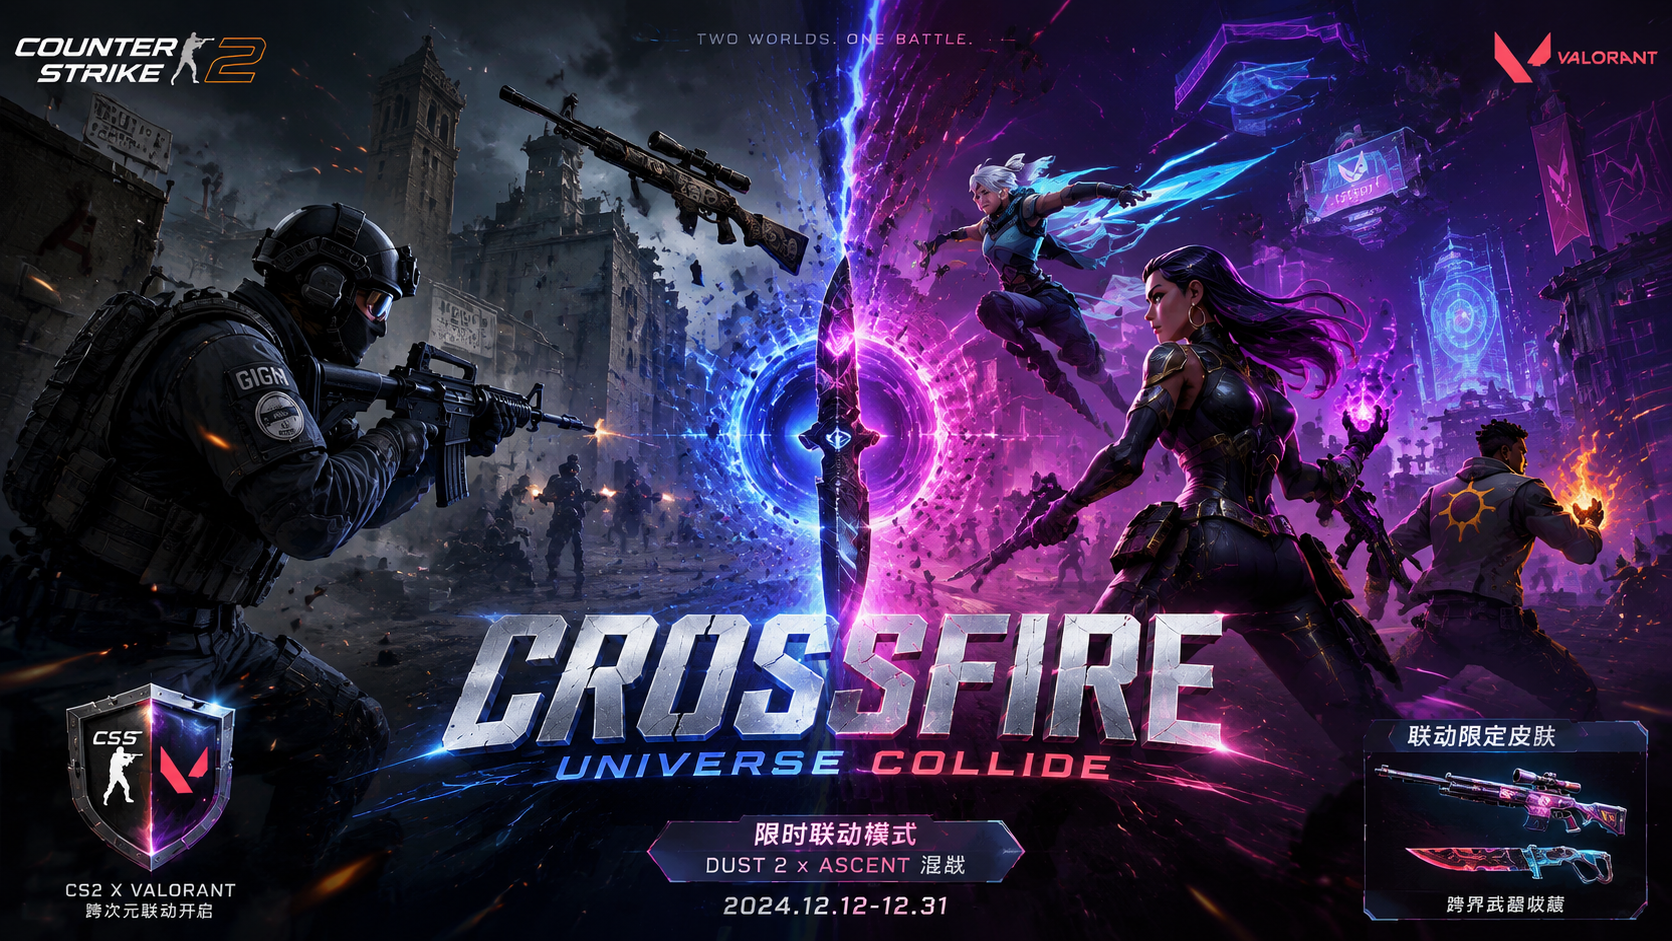 COUNTER
STRIKE 2
TWO WORLDS. ONE BATTLE.
VALORANT
GIGN
CROSSFIRE
UNIVERSE COLLIDE
CSS
CS2 X VALORANT
跨次元联动开启
限时联动模式
DUST 2 x ASCENT 混战
2024.12.12-12.31
联动限定皮肤